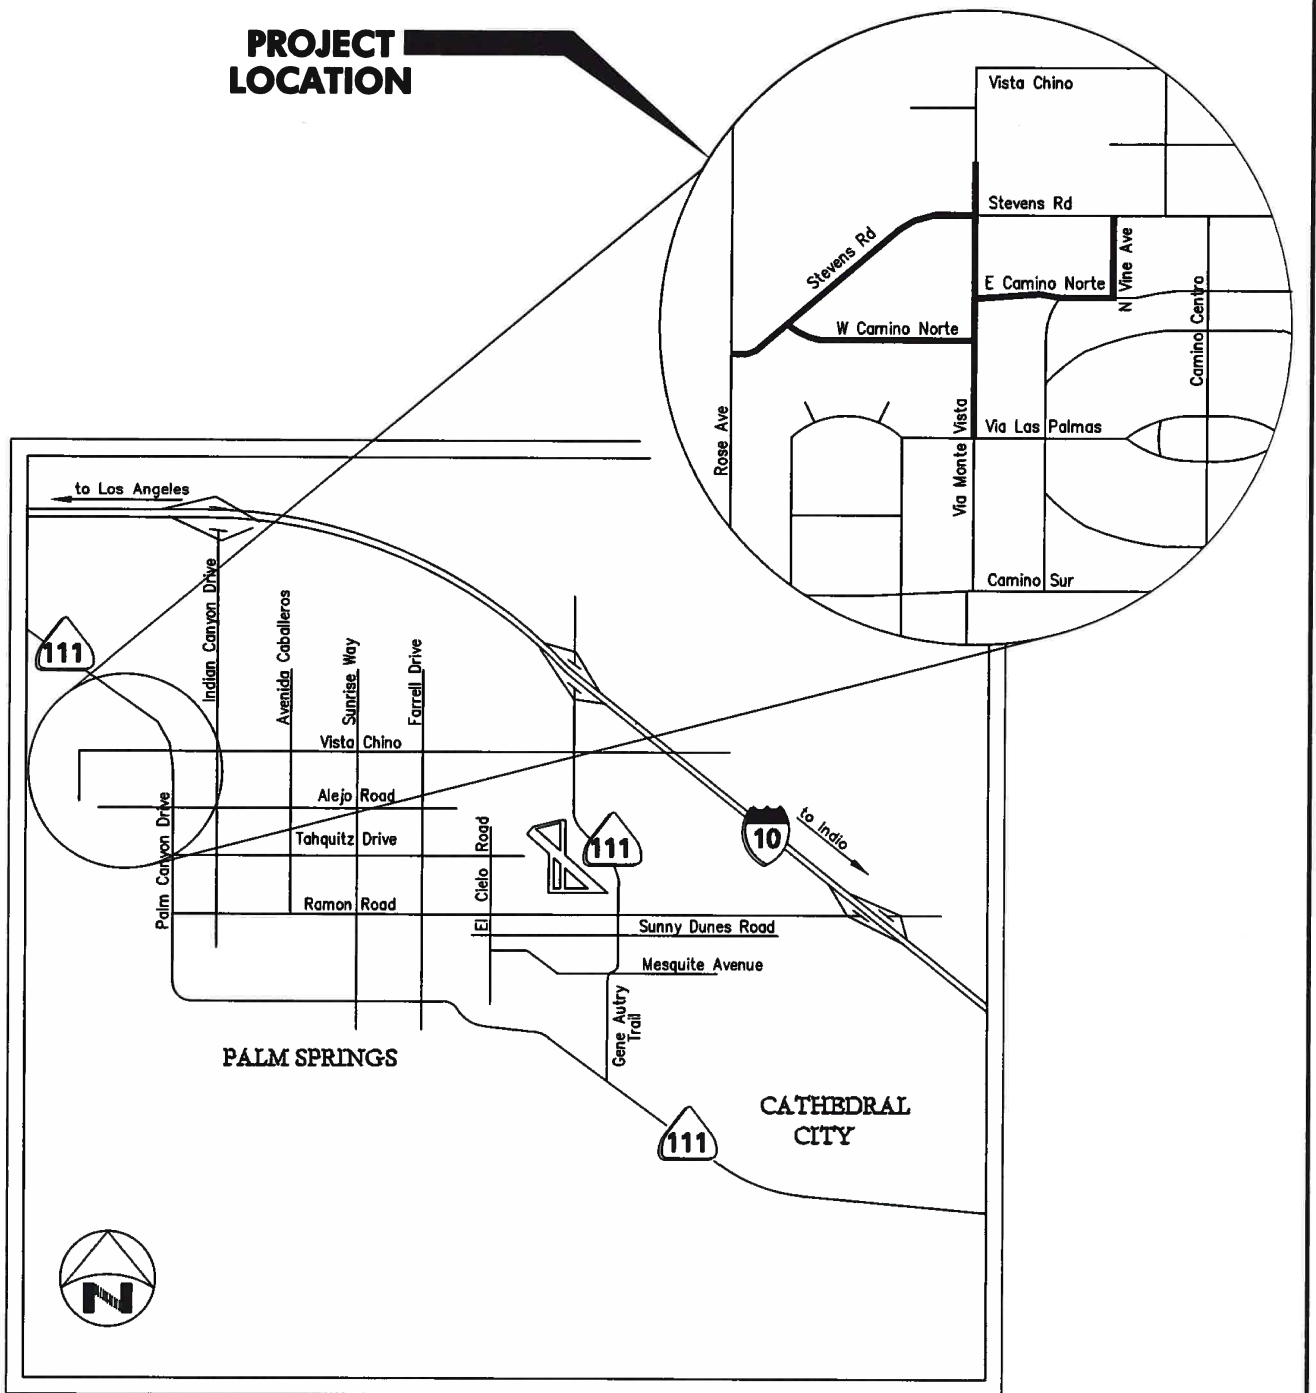 PROJECT
LOCATION
Vista Chino
Stevens Rd
Stevens Rd
E Camino Norte
N Vine Ave
Camino Centro
W Camino Norte
Rose Ave
Via Monte Vista
Via Las Palmas
Camino Sur
to Los Angeles
Indian Canyon Drive
Avenida Caballeros
Sunrise Way
Farrell Drive
111
Vista Chino
Alejo Road
Palm Canyon Drive
Tahquitz Drive
El Cielo Road
111
10
to Indio
Ramon Road
Sunny Dunes Road
Mesquite Avenue
Gene Autry
Trail
PALM SPRINGS
CATHEDRAL
CITY
111
N